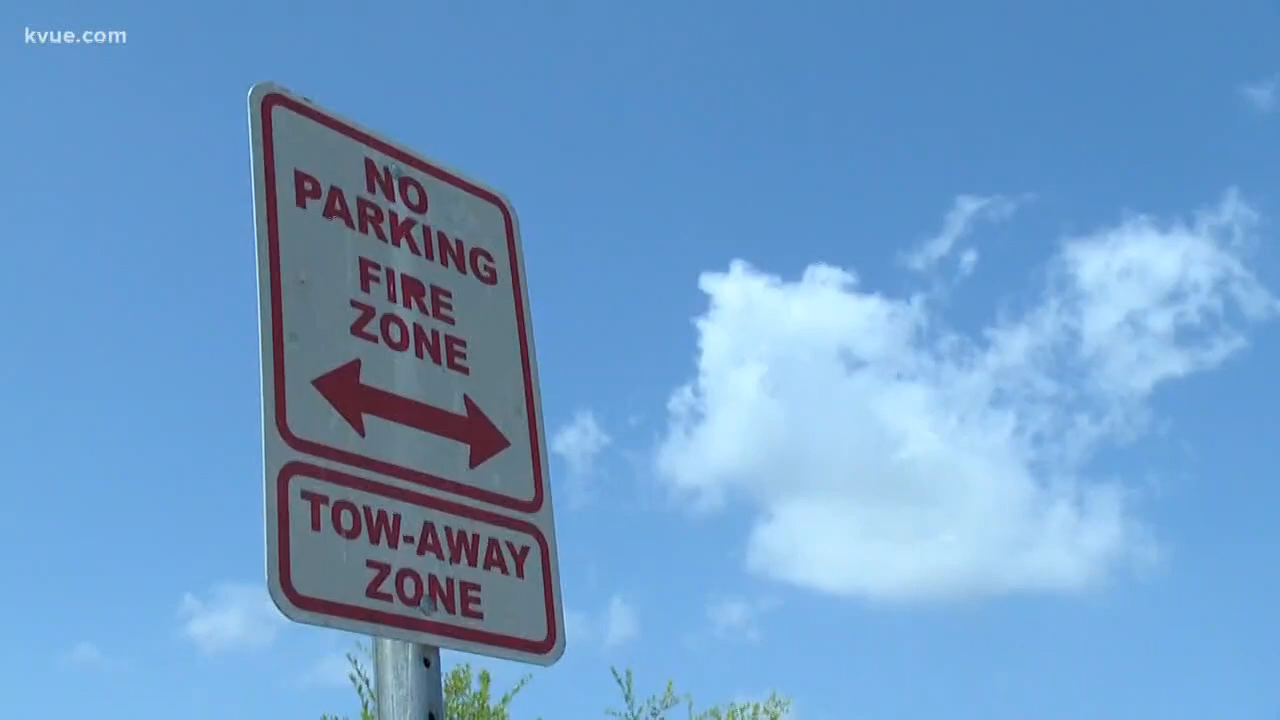 kvue.com
NO
PARKING
FIRE
ZONE
TOW-AWAY
ZONE